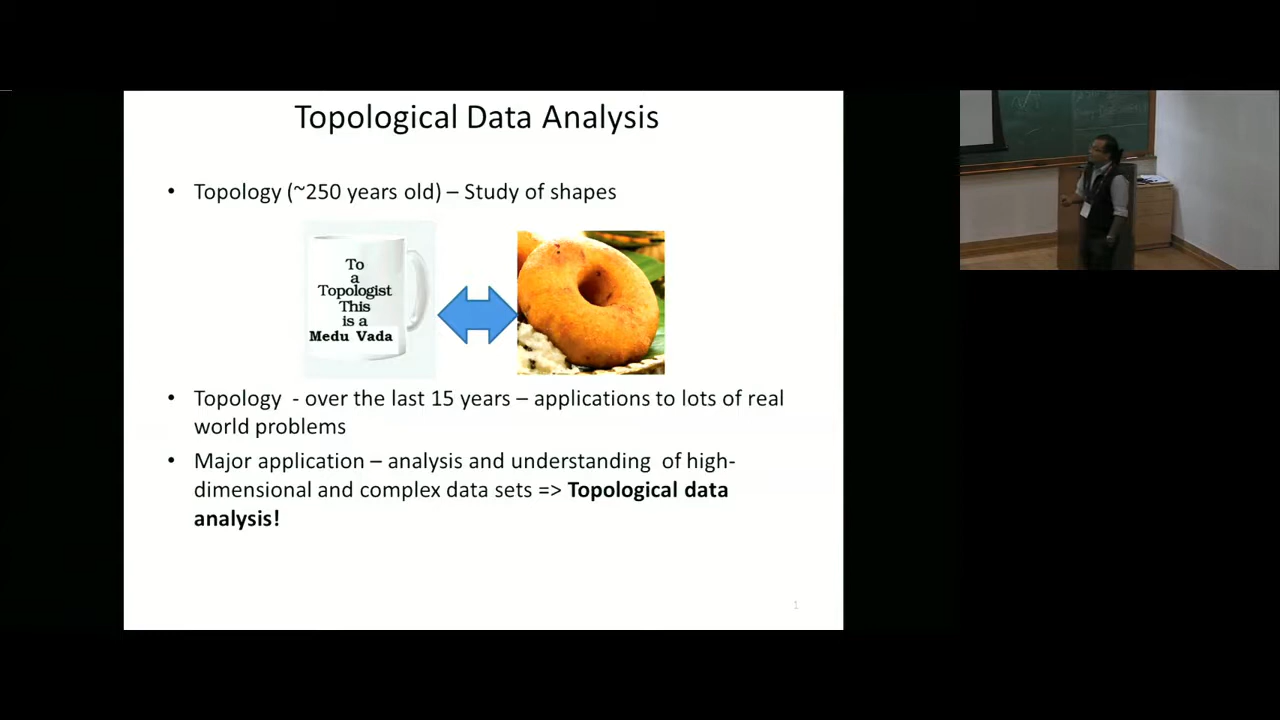 Topological Data Analysis
• Topology (~250 years old) – Study of shapes
To
a
Topologist
This
is a
Medu Vada
• Topology - over the last 15 years – applications to lots of real
world problems
• Major application – analysis and understanding of high-
dimensional and complex data sets => Topological data
analysis!
1